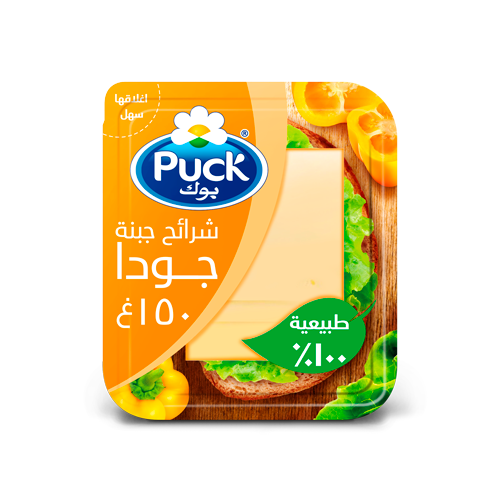 اغلاقها
سهل
PUCK®
بوك
شرائح جبنة
جودا
١٥٠غ
طبيعية
١٠٠٪